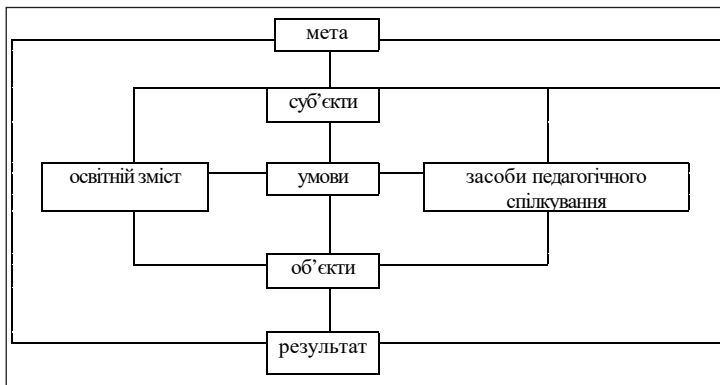 мета
суб’єкти
освітній зміст
умови
засоби педагогічного
спілкування
об’єкти
результат